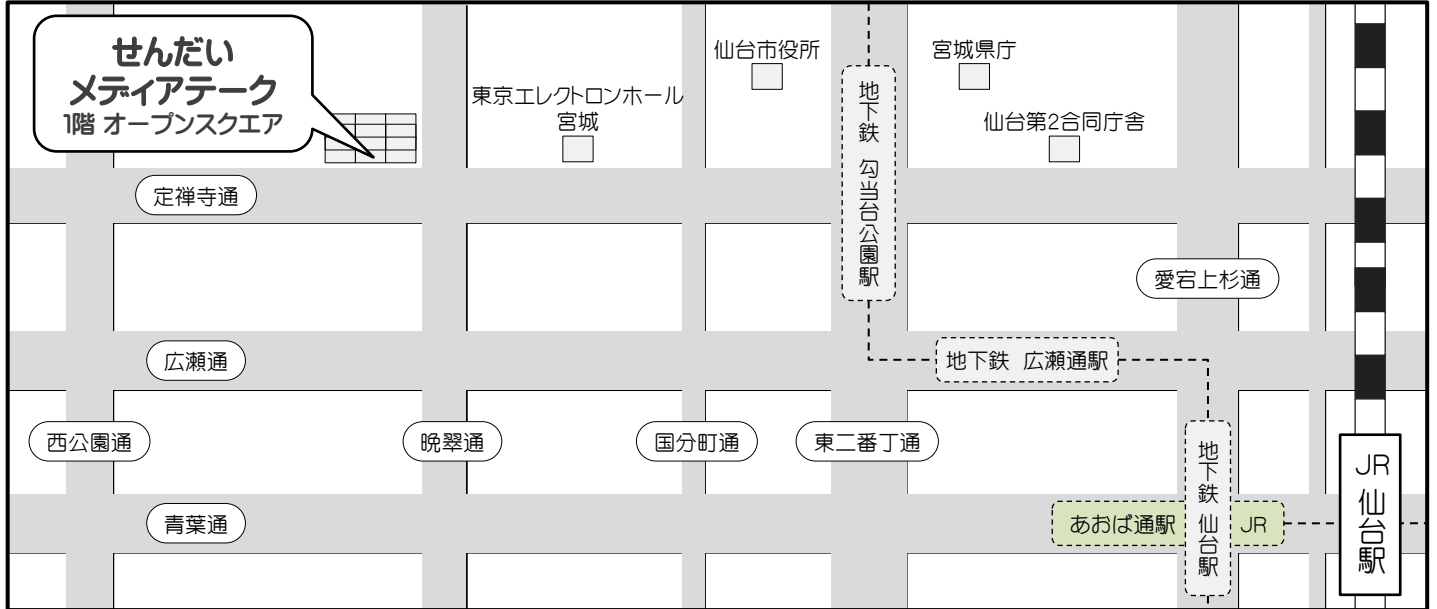 せんだい
メディアテーク
1階 オープンスクエア
東京エレクトロンホール
宮城
仙台市役所
地下鉄 勾当台公園駅
宮城県庁
仙台第2合同庁舎
定禅寺通
愛宕上杉通
広瀬通
地下鉄 広瀬通駅
西公園通
晩翠通
国分町通
東二番丁通
地下鉄 仙台駅
JR 仙台駅
青葉通
あおば通駅
JR